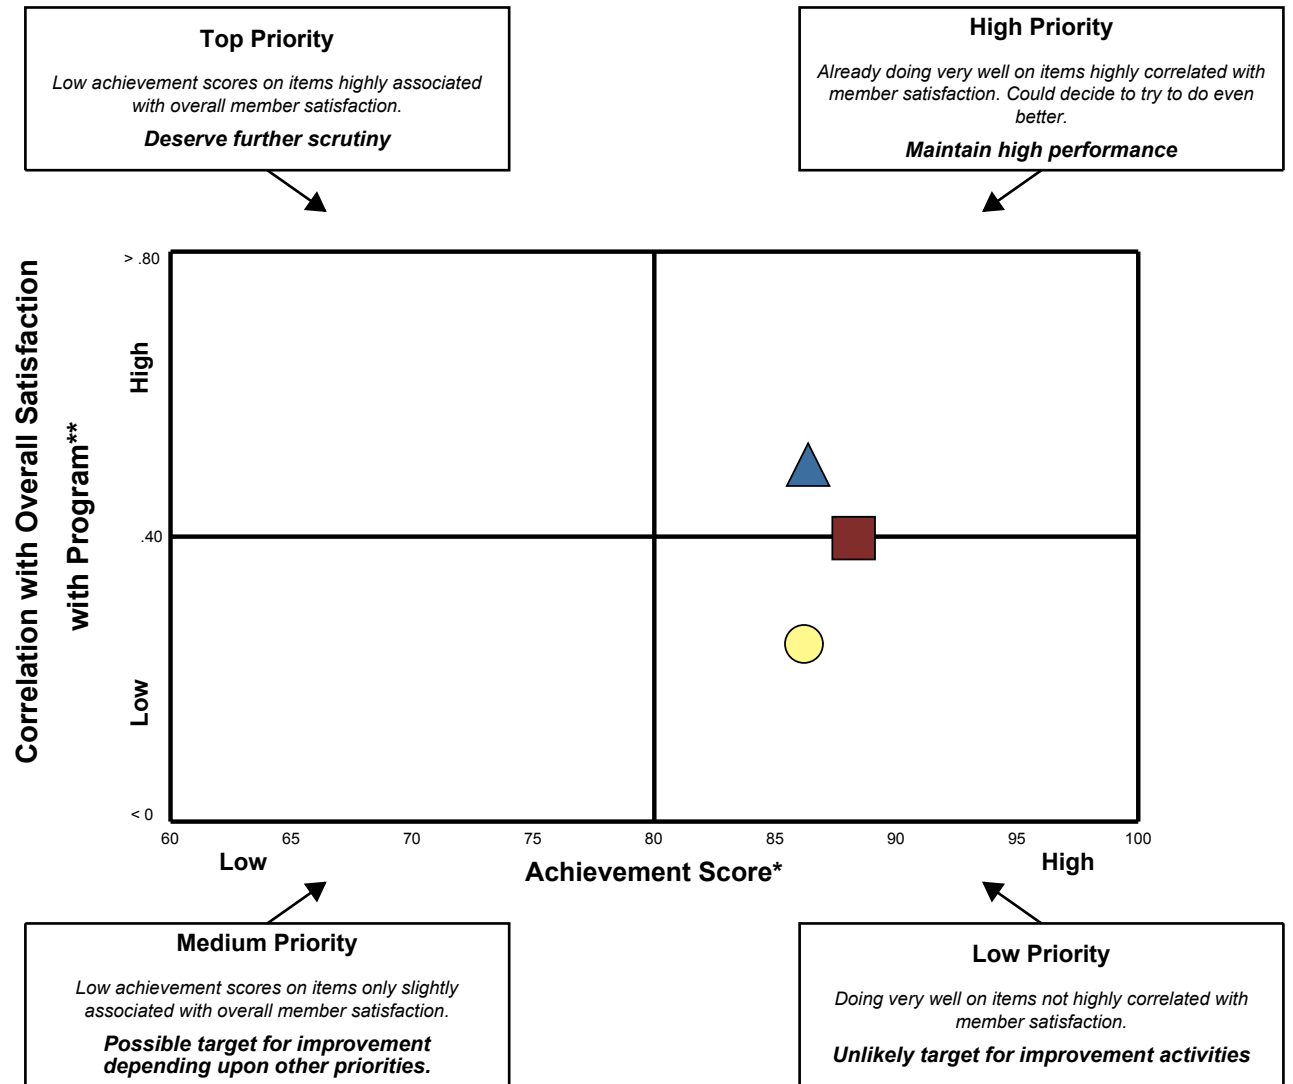 Top Priority
Low achievement scores on items highly associated
with overall member satisfaction.
Deserve further scrutiny
High Priority
Already doing very well on items highly correlated with
member satisfaction. Could decide to try to do even
better.
Maintain high performance
Correlation with Overall Satisfaction
with Program**
> .80
High
.40
Low
< 0
60 65 70 75 80 85 90 95 100
Low
Achievement Score*
High
Medium Priority
Low achievement scores on items only slightly
associated with overall member satisfaction.
Possible target for improvement
depending upon other priorities.
Low Priority
Doing very well on items not highly correlated with
member satisfaction.
Unlikely target for improvement activities